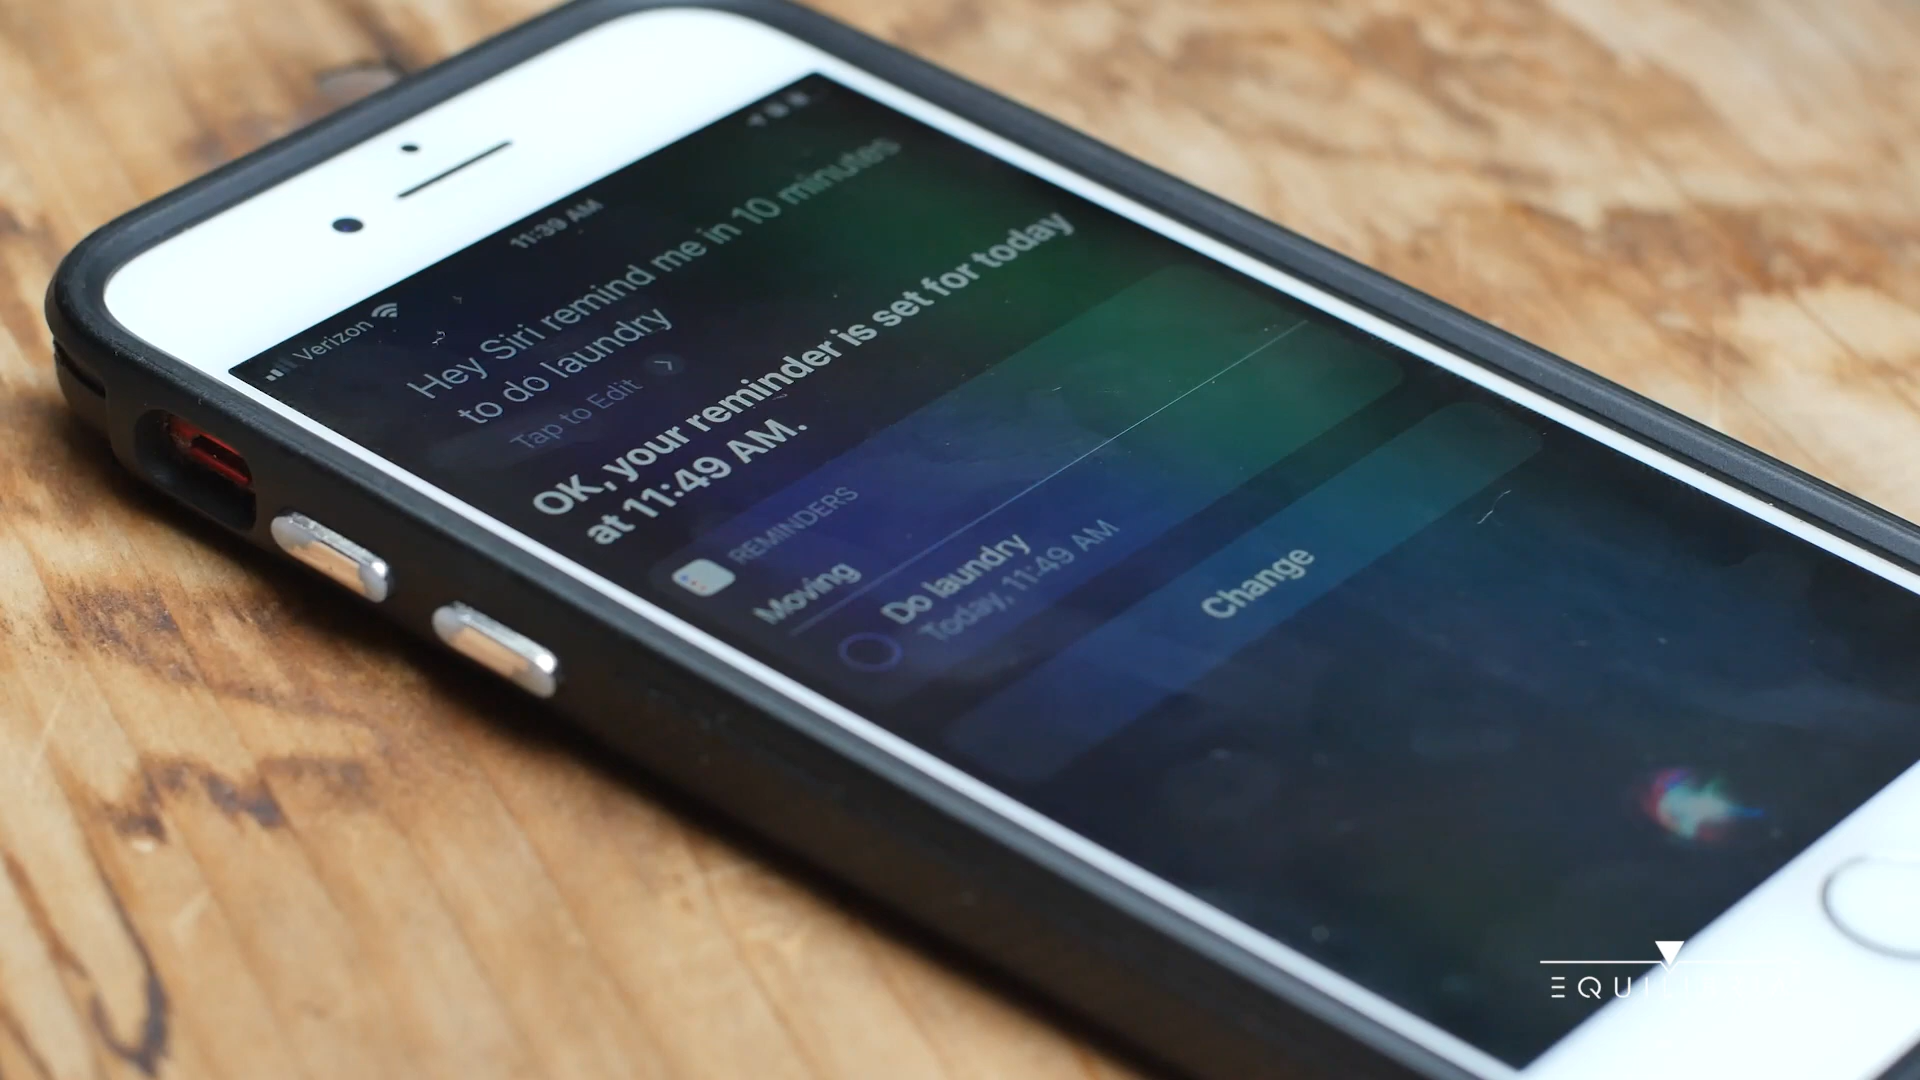 11:39 AM
Verizon
Hey Siri remind me in 10 minutes
to do laundry
Tap to Edit
OK, your reminder is set for today
at 11:49 AM.
REMINDERS
Moving
Do laundry
Today, 11:49 AM
Change